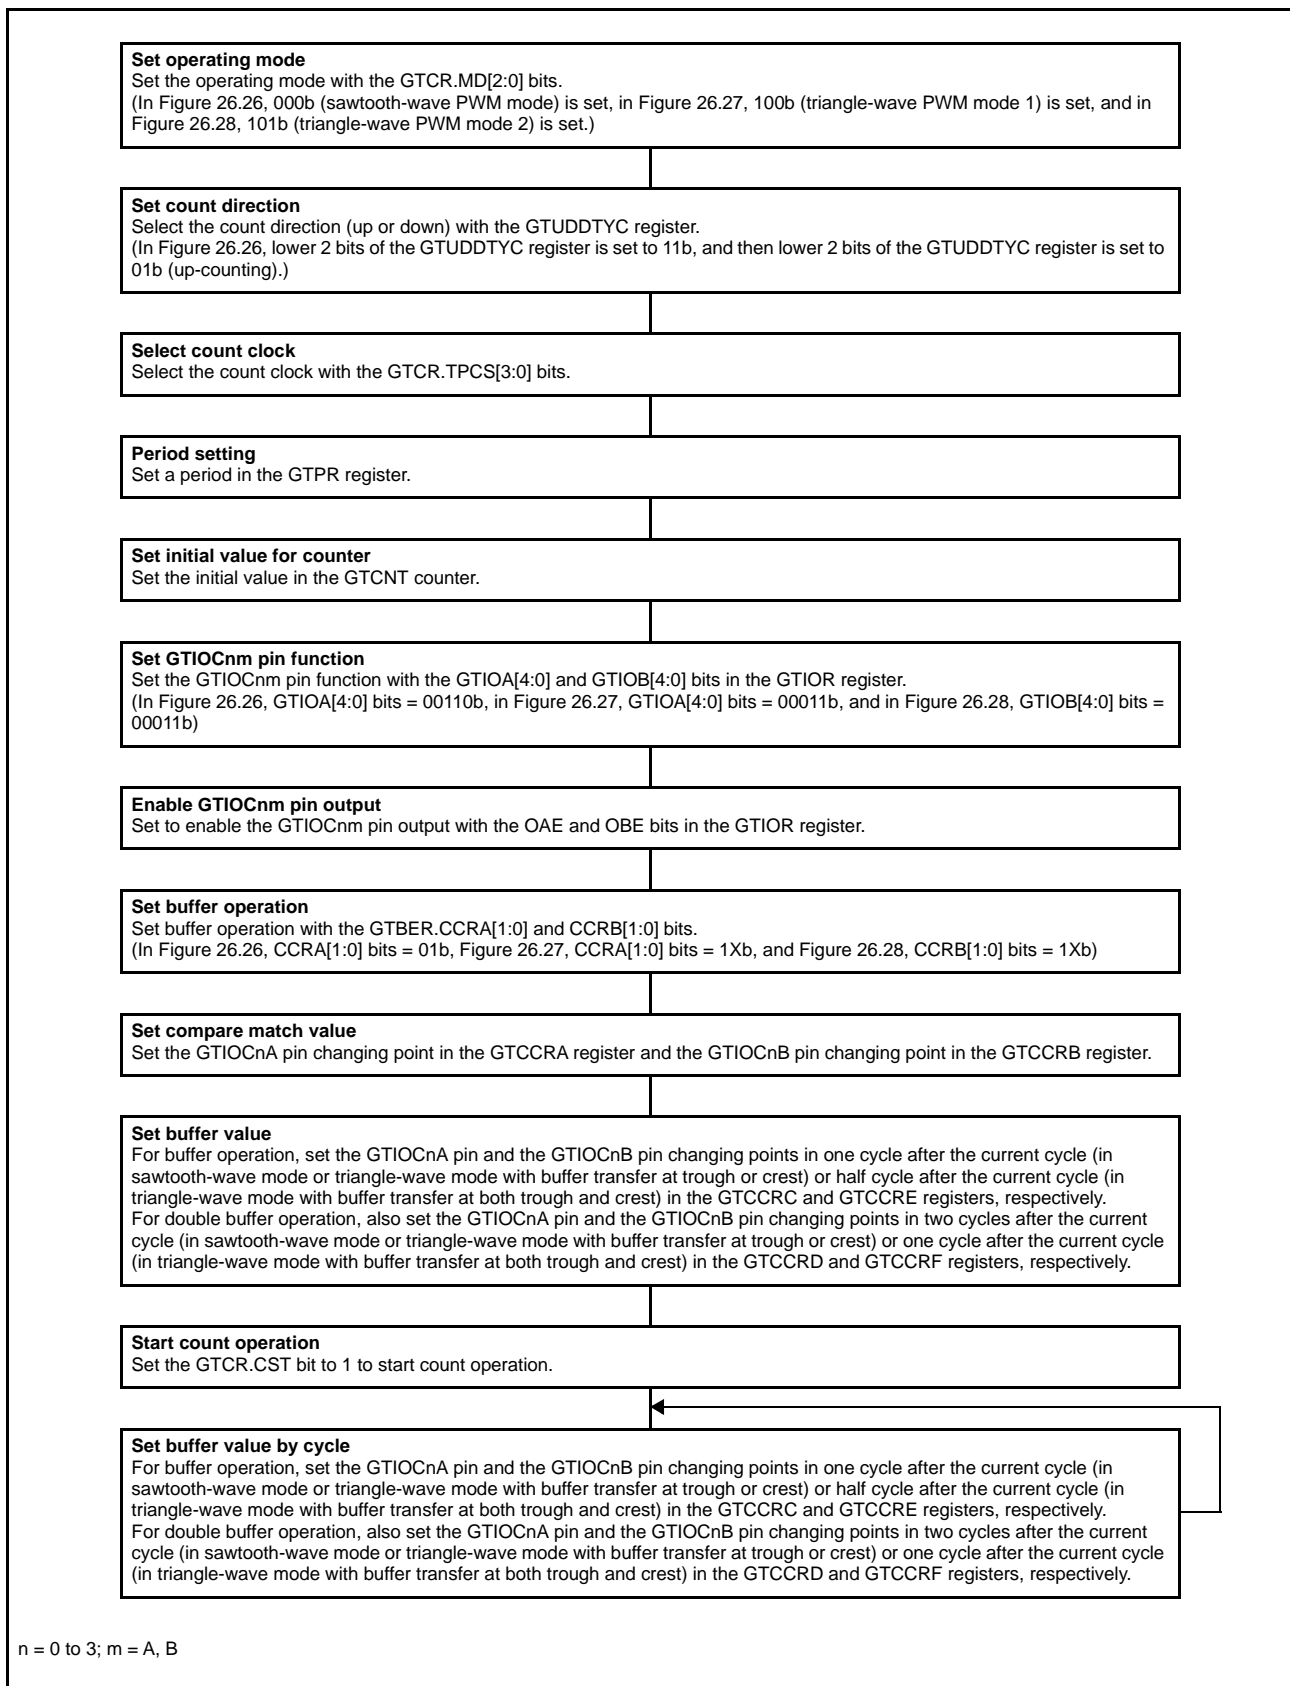 Set operating mode
Set the operating mode with the GTCR.MD[2:0] bits.
(In Figure 26.26, 000b (sawtooth-wave PWM mode) is set, in Figure 26.27, 100b (triangle-wave PWM mode 1) is set, and in
Figure 26.28, 101b (triangle-wave PWM mode 2) is set.)
Set count direction
Select the count direction (up or down) with the GTUDDTYC register.
(In Figure 26.26, lower 2 bits of the GTUDDTYC register is set to 11b, and then lower 2 bits of the GTUDDTYC register is set to
01b (up-counting).)
Select count clock
Select the count clock with the GTCR.TPCS[3:0] bits.
Period setting
Set a period in the GTPR register.
Set initial value for counter
Set the initial value in the GTCNT counter.
Set GTIOCnm pin function
Set the GTIOCnm pin function with the GTIOA[4:0] and GTIOB[4:0] bits in the GTIOR register.
(In Figure 26.26, GTIOA[4:0] bits = 00110b, in Figure 26.27, GTIOA[4:0] bits = 00011b, and in Figure 26.28, GTIOB[4:0] bits =
00011b)
Enable GTIOCnm pin output
Set to enable the GTIOCnm pin output with the OAE and OBE bits in the GTIOR register.
Set buffer operation
Set buffer operation with the GTBER.CCRA[1:0] and CCRB[1:0] bits.
(In Figure 26.26, CCRA[1:0] bits = 01b, Figure 26.27, CCRA[1:0] bits = 1Xb, and Figure 26.28, CCRB[1:0] bits = 1Xb)
Set compare match value
Set the GTIOCnA pin changing point in the GTCCRA register and the GTIOCnB pin changing point in the GTCCRB register.
Set buffer value
For buffer operation, set the GTIOCnA pin and the GTIOCnB pin changing points in one cycle after the current cycle (in
sawtooth-wave mode or triangle-wave mode with buffer transfer at trough or crest) or half cycle after the current cycle (in
triangle-wave mode with buffer transfer at both trough and crest) in the GTCCRC and GTCCRE registers, respectively.
For double buffer operation, also set the GTIOCnA pin and the GTIOCnB pin changing points in two cycles after the current
cycle (in sawtooth-wave mode or triangle-wave mode with buffer transfer at trough or crest) or one cycle after the current cycle
(in triangle-wave mode with buffer transfer at both trough and crest) in the GTCCRD and GTCCRF registers, respectively.
Start count operation
Set the GTCR.CST bit to 1 to start count operation.
Set buffer value by cycle
For buffer operation, set the GTIOCnA pin and the GTIOCnB pin changing points in one cycle after the current cycle (in
sawtooth-wave mode or triangle-wave mode with buffer transfer at trough or crest) or half cycle after the current cycle (in
triangle-wave mode with buffer transfer at both trough and crest) in the GTCCRC and GTCCRE registers, respectively.
For double buffer operation, also set the GTIOCnA pin and the GTIOCnB pin changing points in two cycles after the current
cycle (in sawtooth-wave mode or triangle-wave mode with buffer transfer at trough or crest) or one cycle after the current cycle
(in triangle-wave mode with buffer transfer at both trough and crest) in the GTCCRD and GTCCRF registers, respectively.
n = 0 to 3; m = A, B